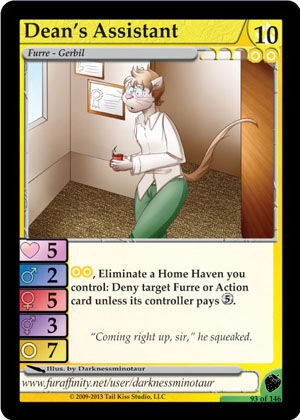 Dean's Assistant
10
Furre - Gerbil
5
2
5
3
7
, Eliminate a Home Haven you
control: Deny target Furre or Action
card unless its controller pays 5.
"Coming right up, sir," he squeaked.
Illus. by Darknessminotaur
www.furaffinity.net/user/darknessminotaur
© 2009-2013 Tail Kiss Studio, LLC
93 of 146